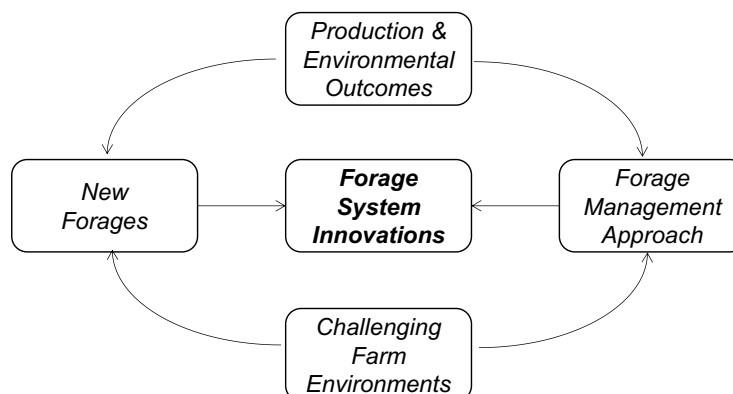 Production &
Environmental
Outcomes
New
Forages
Forage
System
Innovations
Forage
Management
Approach
Challenging
Farm
Environments